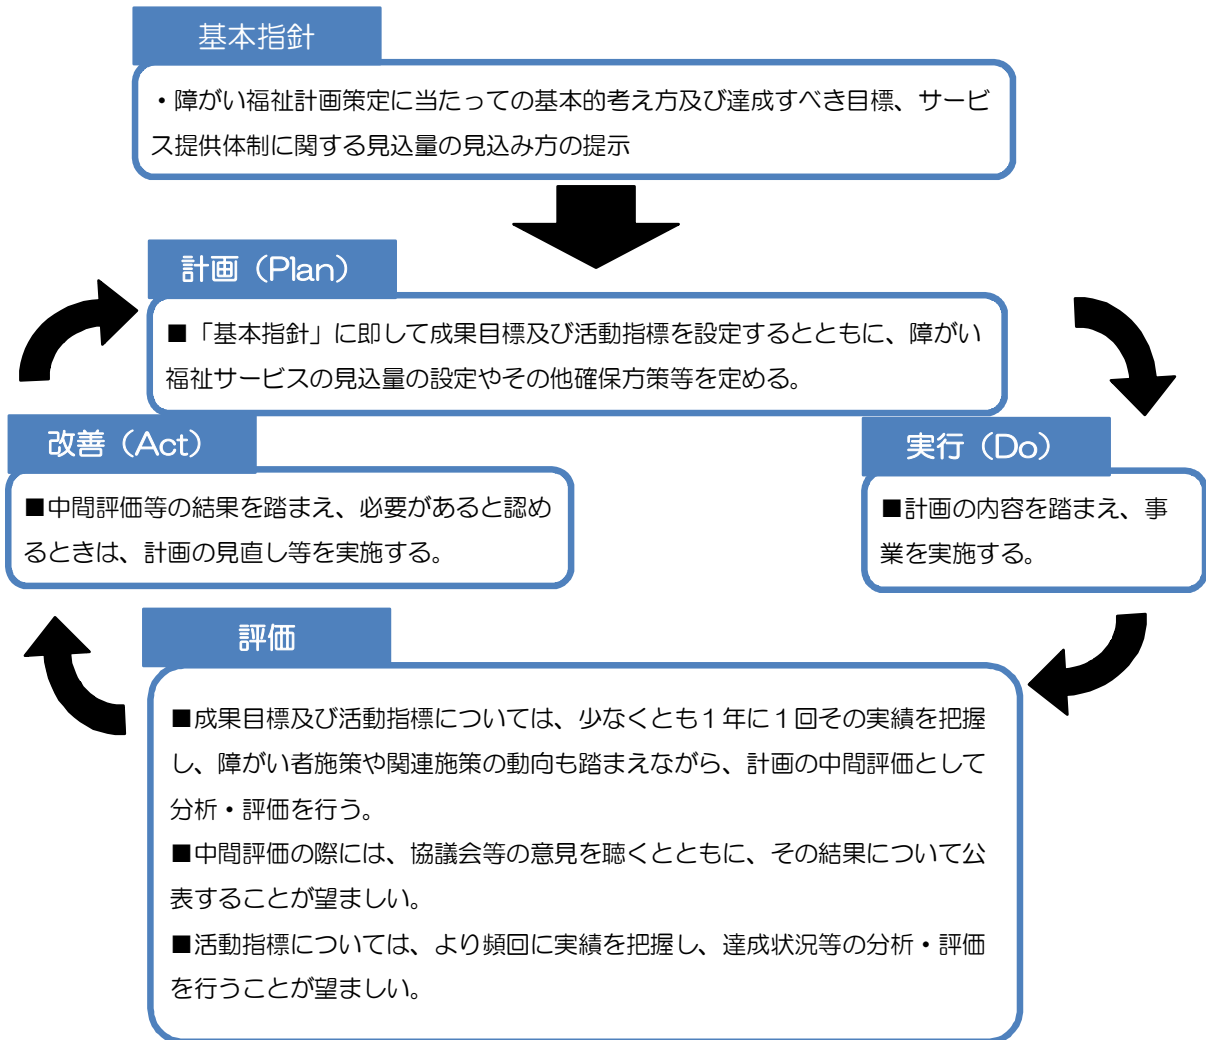 基本指針
・障がい福祉計画策定に当たっての基本的考え方及び達成すべき目標、サービ
ス提供体制に関する見込量の見込み方の提示
計画（Plan）
■「基本指針」に即して成果目標及び活動指標を設定するとともに、障がい
福祉サービスの見込量の設定やその他確保方策等を定める。
改善（Act）
■中間評価等の結果を踏まえ、必要があると認め
るときは、計画の見直し等を実施する。
実行（Do）
■計画の内容を踏まえ、事
業を実施する。
評価
■成果目標及び活動指標については、少なくとも１年に１回その実績を把握
し、障がい者施策や関連施策の動向も踏まえながら、計画の中間評価として
分析・評価を行う。
■中間評価の際には、協議会等の意見を聴くとともに、その結果について公
表することが望ましい。
■活動指標については、より頻回に実績を把握し、達成状況等の分析・評価
を行うことが望ましい。